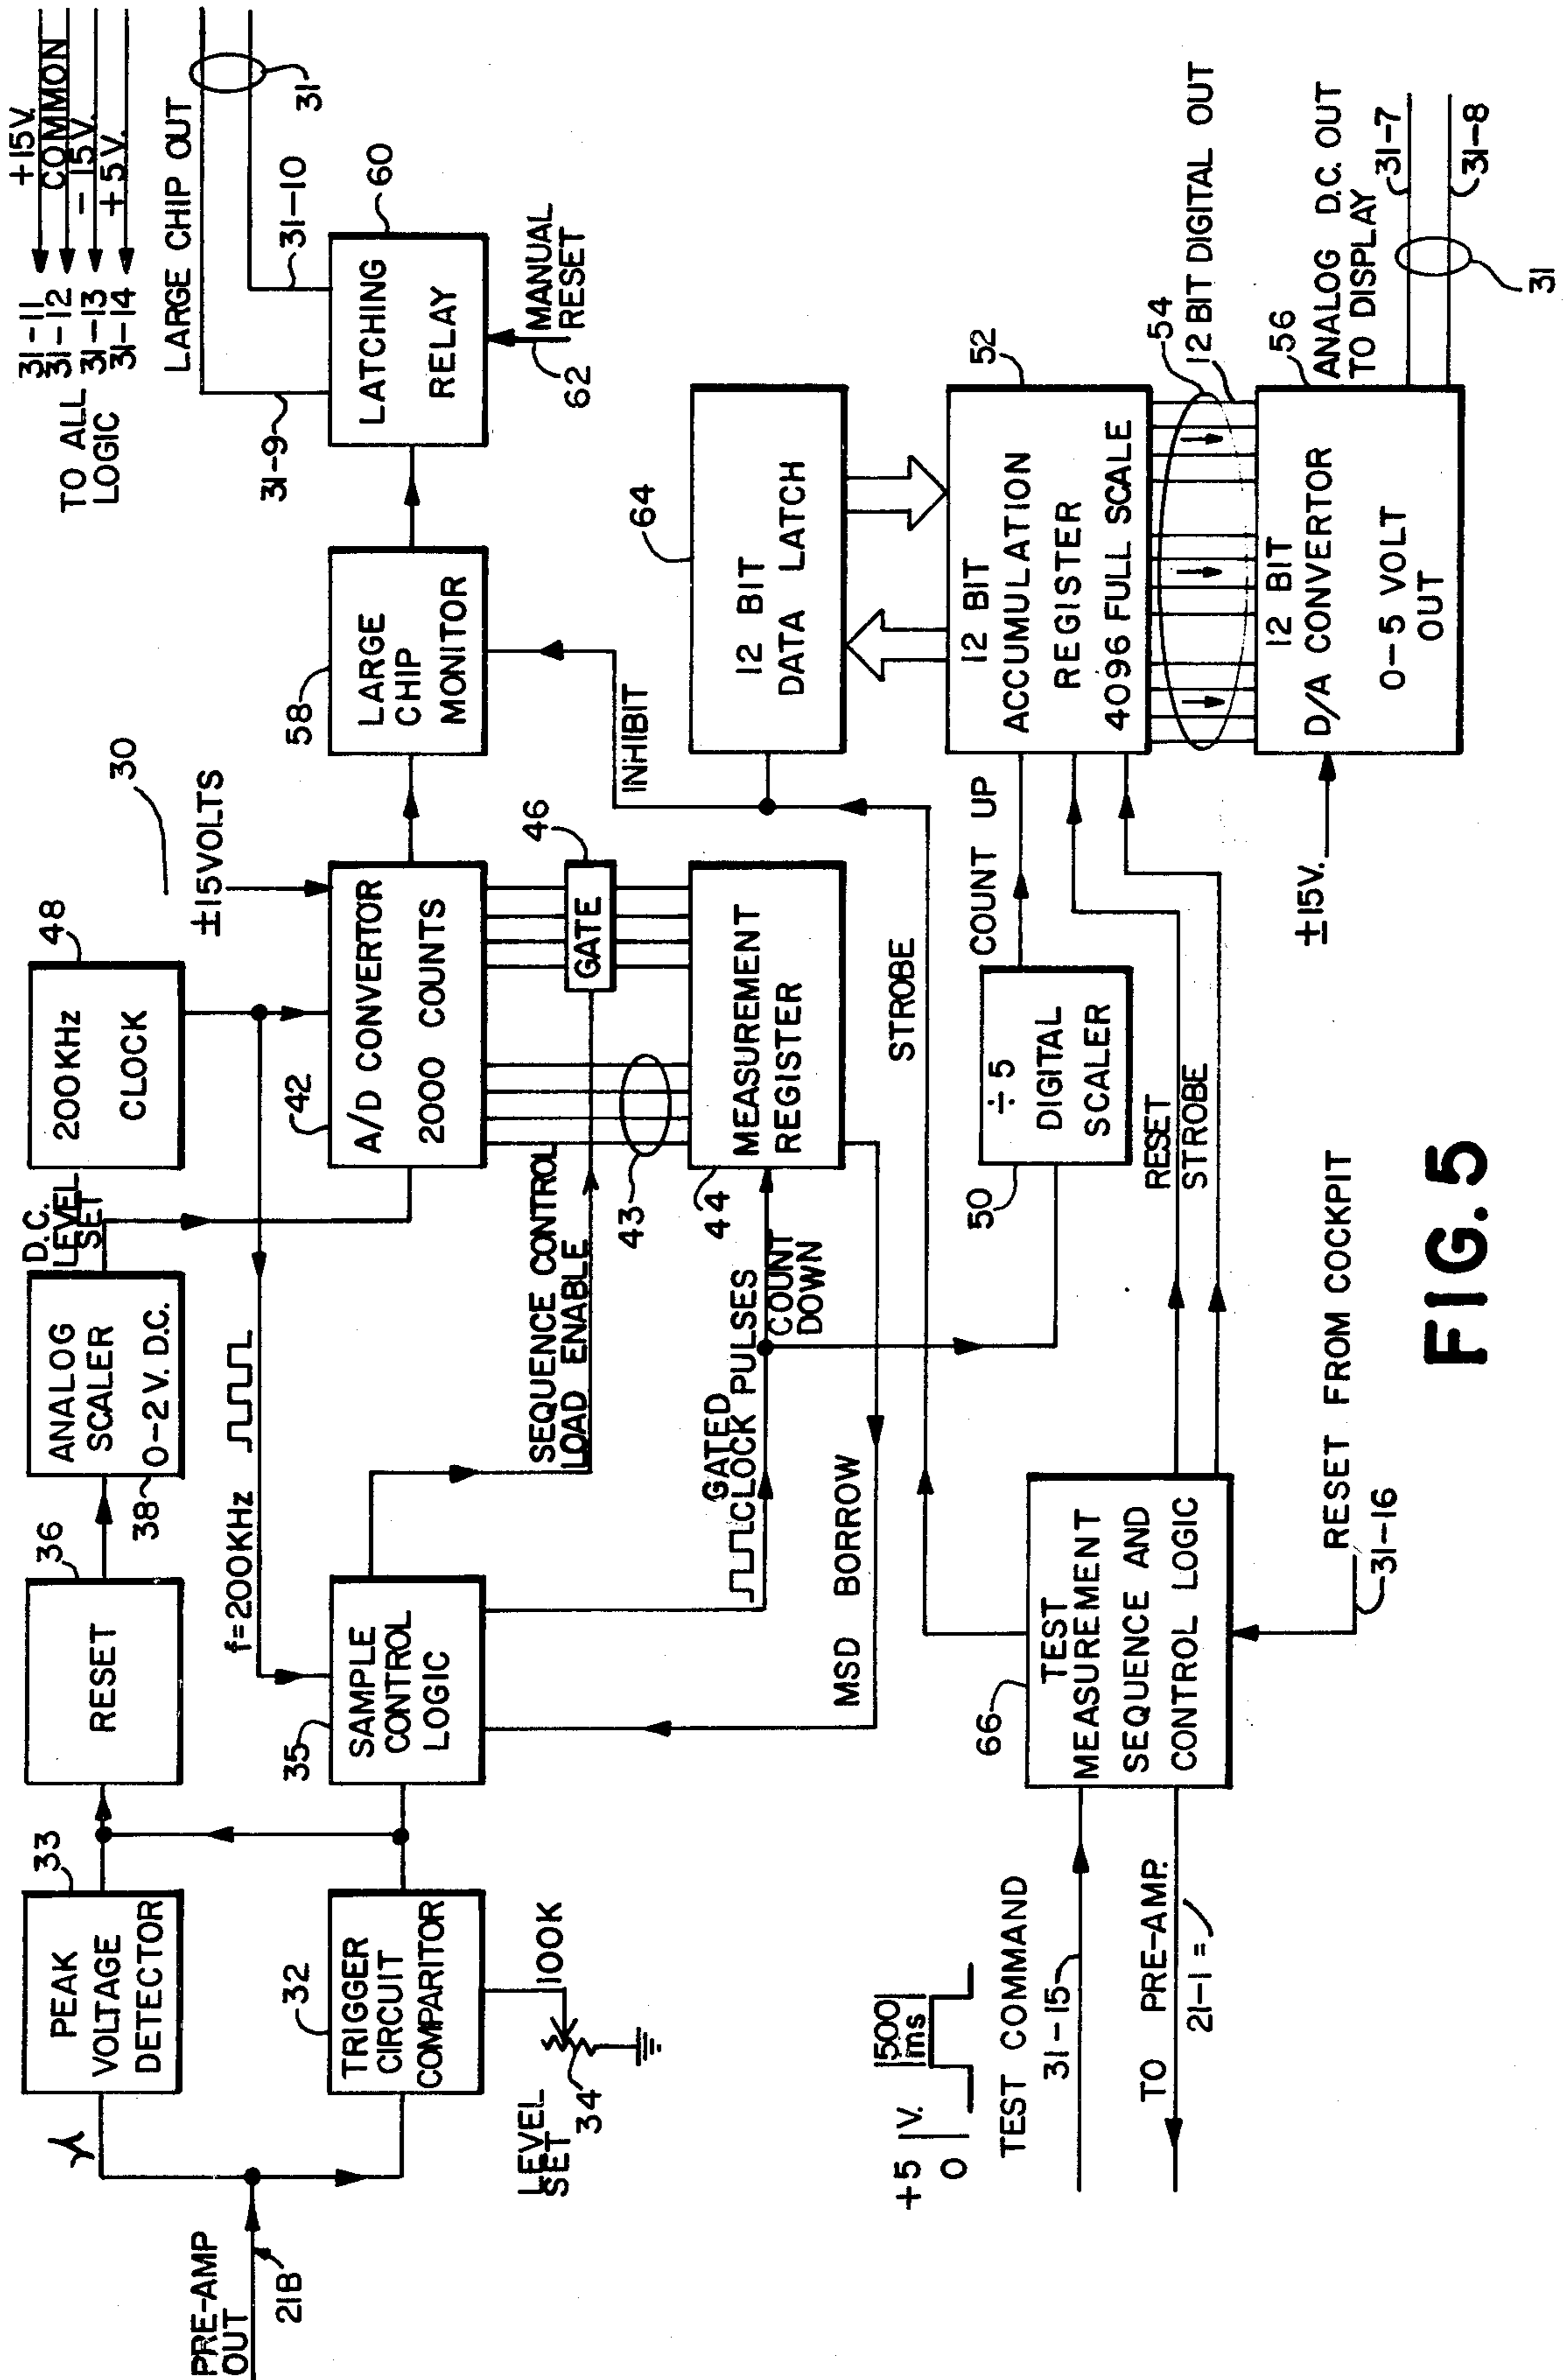 PRE-AMP
OUT
21B
PEAK
VOLTAGE
DETECTOR
33
RESET
36
ANALOG
SCALER
0-2 V. D.C.
38
D.C.
LEVEL
SET
200KHz
CLOCK
48
30
±15VOLTS
+15V.
COMMON
-15V.
+5V.
31-11
31-12
31-13
31-14
TO ALL
LOGIC
LARGE CHIP OUT
31
31-9
31-10
TRIGGER
CIRCUIT
COMPARITOR
32
LEVEL
SET
34
100K
SAMPLE
CONTROL
LOGIC
35
f=200KHz
A/D CONVERTOR
2000 COUNTS
42
LARGE
CHIP
MONITOR
58
LATCHING
RELAY
60
MANUAL
RESET
62
SEQUENCE CONTROL
LOAD ENABLE
GATE
46
43
INHIBIT
MEASUREMENT
REGISTER
44
GATED
CLOCK PULSES
COUNT
DOWN
MSD BORROW
12 BIT
DATA LATCH
64
STROBE
÷ 5
DIGITAL
SCALER
50
COUNT UP
12 BIT
ACCUMULATION
REGISTER
4096 FULL SCALE
52
54
12 BIT DIGITAL OUT
12 BIT
D/A CONVERTOR
0-5 VOLT
OUT
56
±15V.
ANALOG D.C. OUT
TO DISPLAY
31-7
31-8
31
RESET
STROBE
TEST
MEASUREMENT
SEQUENCE AND
CONTROL LOGIC
66
+5
0
V.
500
ms
TEST COMMAND
31-15
TO PRE-AMP.
21-1 =
RESET FROM COCKPIT
31-16
FIG. 5